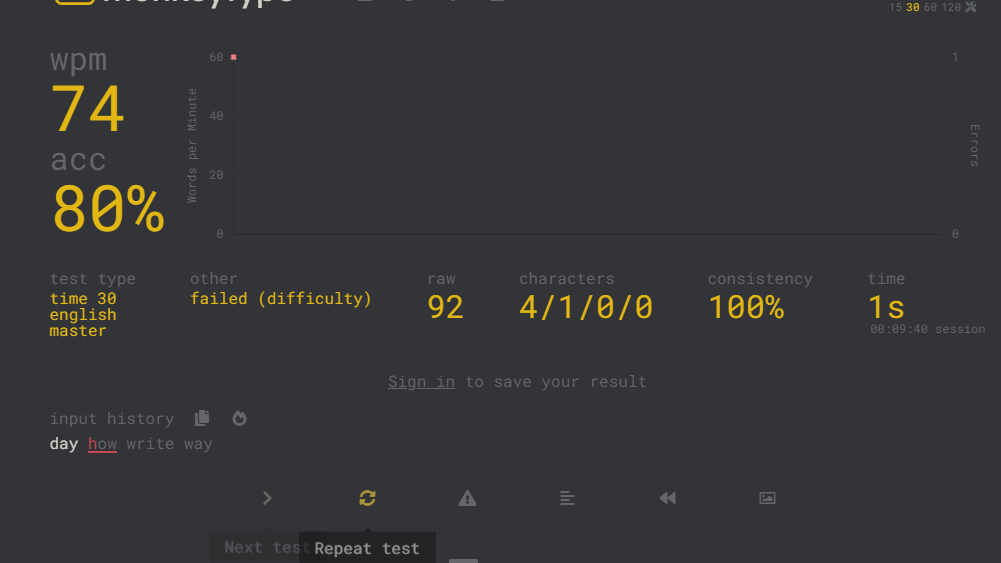 monkeytype
15 30 60 120
wpm
74
acc
80%
Words per Minute
60
40
20
0
1
0
Errors
test type
time 30
english
master
other
failed (difficulty)
raw
92
characters
4/1/0/0
consistency
100%
time
1s
00:09:40 session
Sign in to save your result
input history
day how write way
Next test
Repeat test